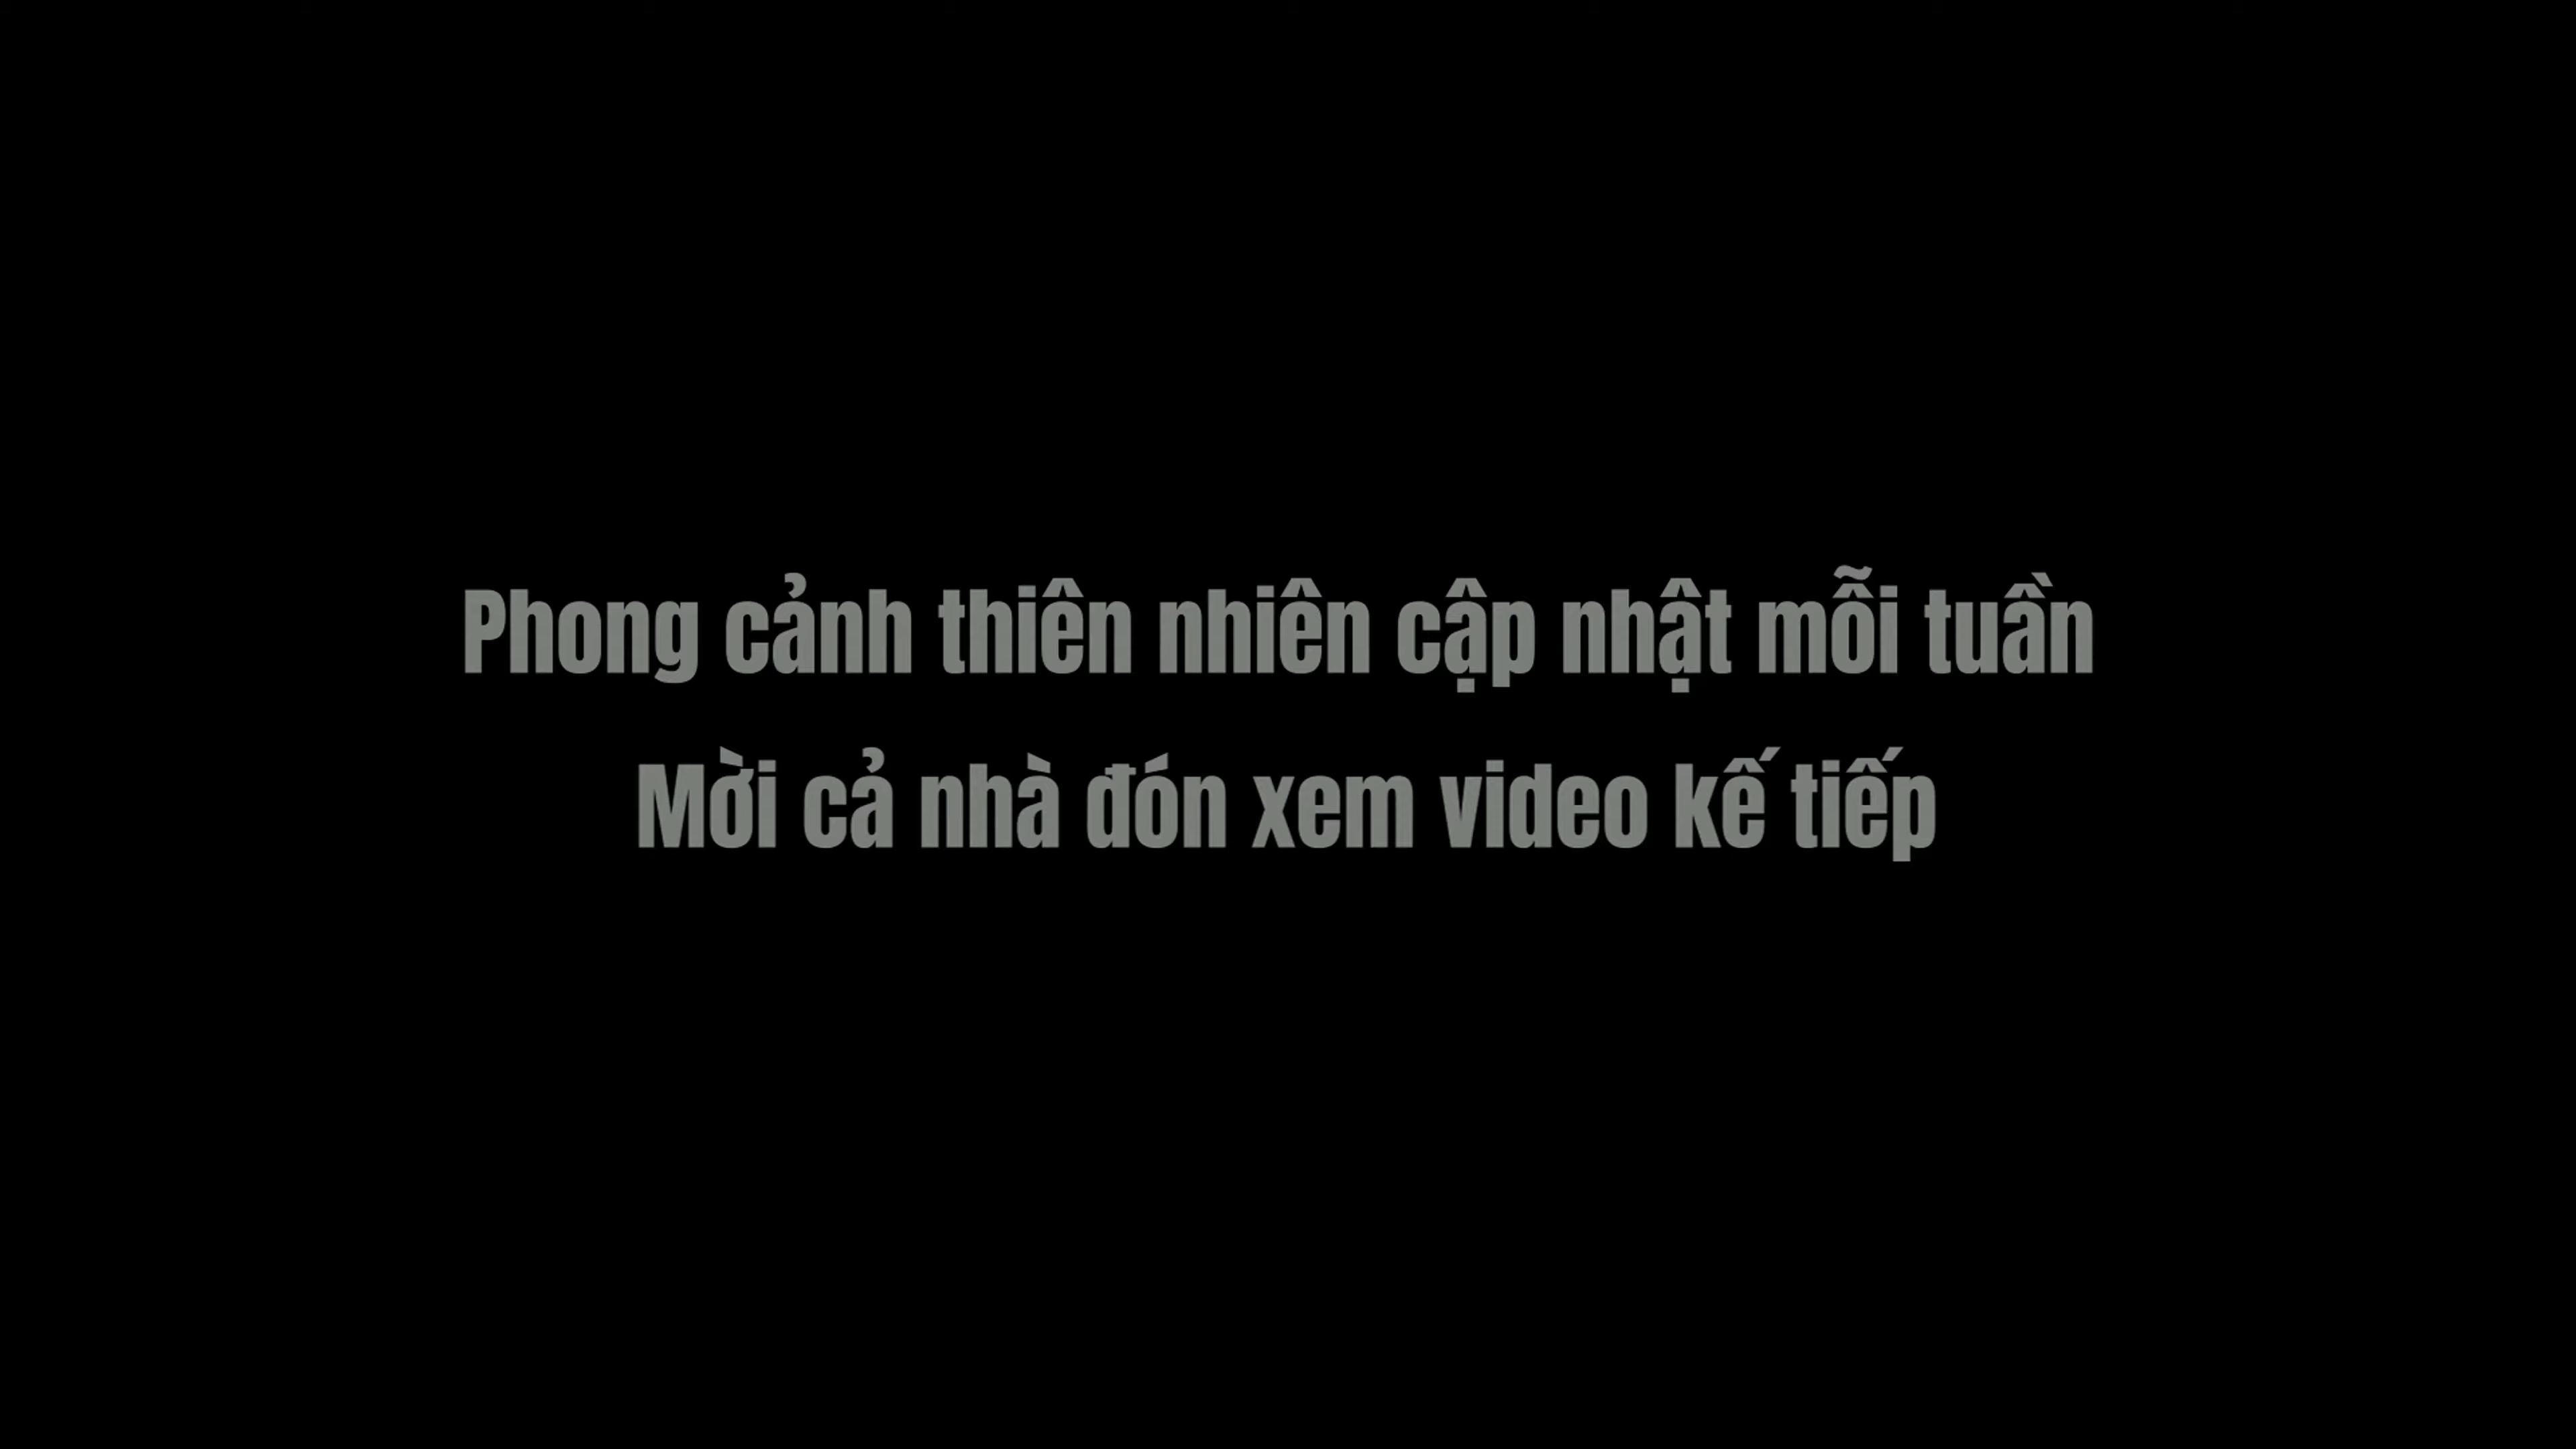 Phong cảnh thiên nhiên cập nhật mỗi tuần
Mời cả nhà đón xem video kế tiếp